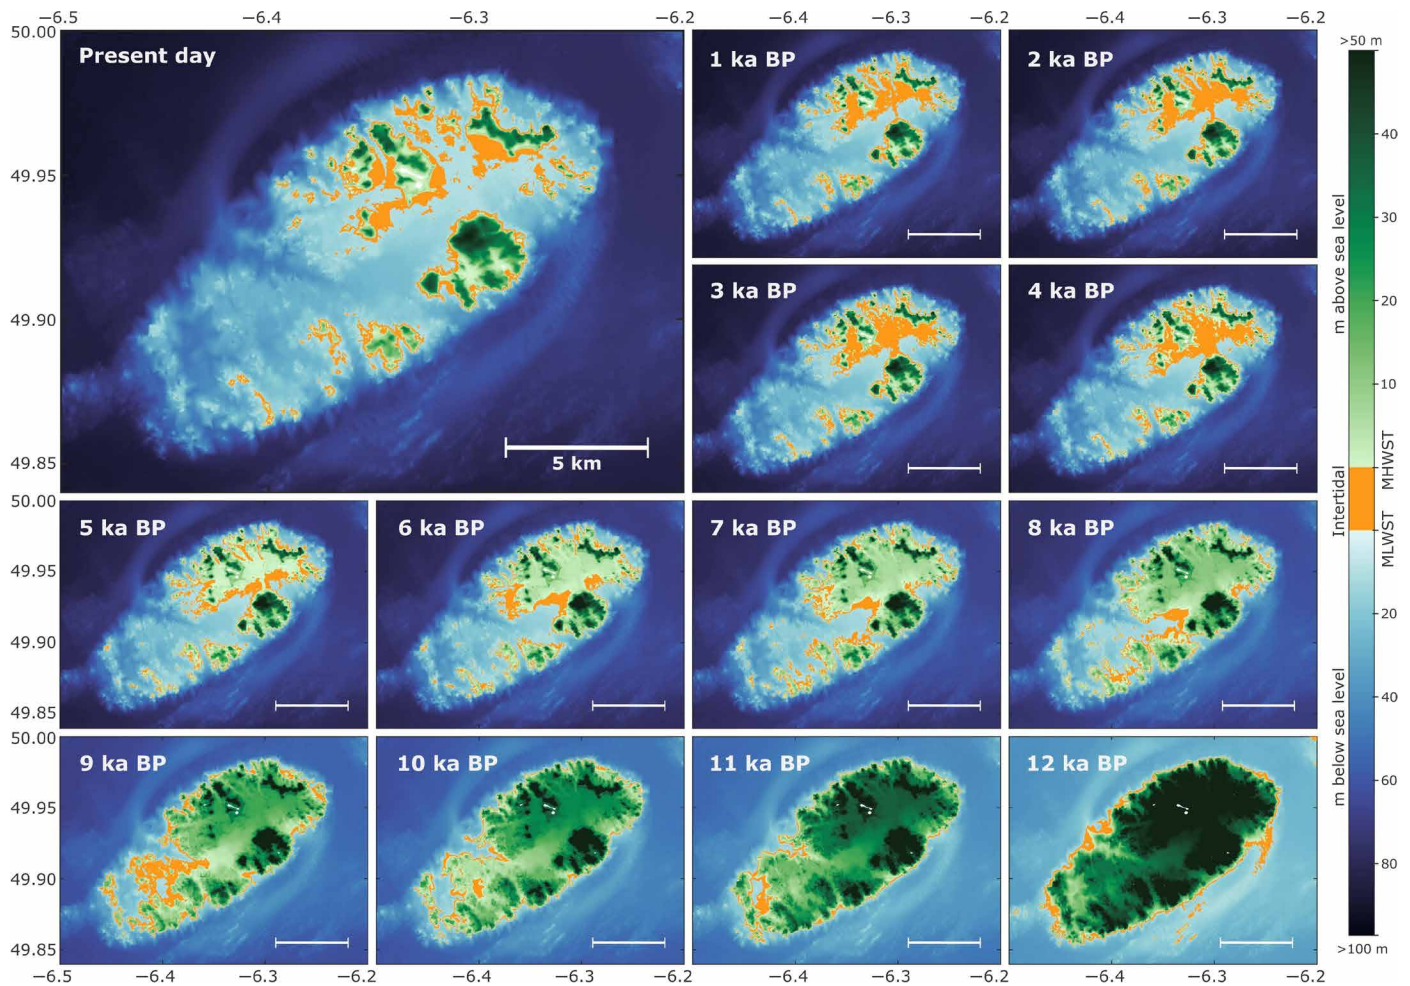 −6.5 −6.4 −6.3 −6.2 −6.4 −6.3 −6.2 −6.4 −6.3 −6.2
50.00
49.95
49.90
49.85
Present day
5 km
1 ka BP
2 ka BP
3 ka BP
4 ka BP
50.00
49.95
49.90
49.85
5 ka BP
6 ka BP
7 ka BP
8 ka BP
50.00
49.95
49.90
49.85
9 ka BP
10 ka BP
11 ka BP
12 ka BP
−6.5 −6.4 −6.3 −6.2 −6.4 −6.3 −6.2 −6.4 −6.3 −6.2 −6.4 −6.3 −6.2
>50 m
40
30
20
10
MHWST
MLWST
20
40
60
80
>100 m
m above sea level
Intertidal
m below sea level